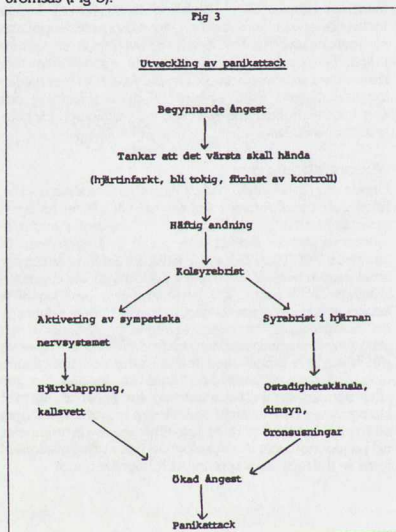 Fig 3
Utveckling av panikattack
Begynnande ångest
Tankar att det värsta skall hända
(hjärtinfarkt, bli tokig, förlust av kontroll)
Häftig andning
Kolsyrebrist
Aktivering av sympatiska
nervsystemet
Syrebrist i hjärnan
Hjärtklappning,
kallsvett
Ostadighetskänsla,
dimsyn,
öronsusningar
Ökad ångest
Panikattack